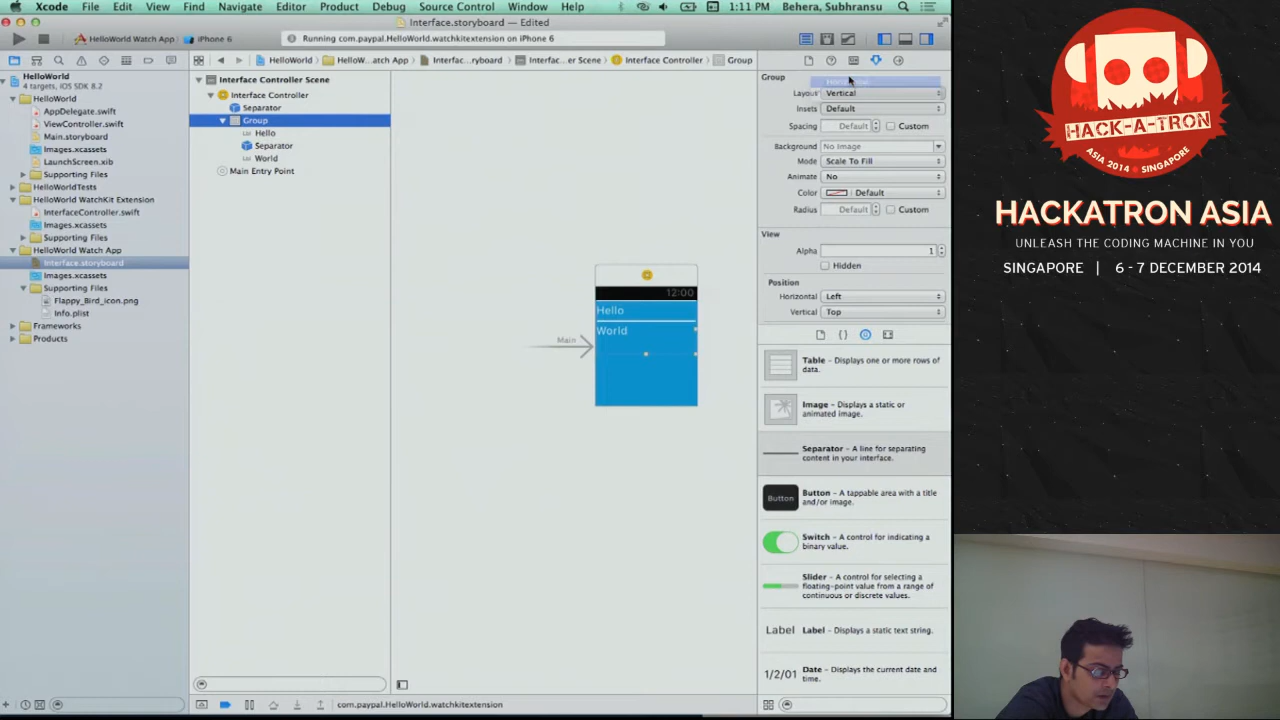 Xcode File Edit View Find Navigate Editor Product Debug Source Control Window Help 1:11 PM Behera, Subhransu
Interface.storyboard — Edited
HelloWorld Watch App iPhone 6
Running com.paypal.HelloWorld.watchkitextension on iPhone 6
HelloWorld HelloW...atch App Interfac...ryboard Interfac...er Scene Interface Controller Group
HelloWorld
4 targets, iOS SDK 8.2
HelloWorld
AppDelegate.swift
ViewController.swift
Main.storyboard
Images.xcassets
LaunchScreen.xib
Supporting Files
HelloWorldTests
HelloWorld WatchKit Extension
InterfaceController.swift
Images.xcassets
Supporting Files
HelloWorld Watch App
Interface.storyboard
Images.xcassets
Supporting Files
Flappy_Bird_icon.png
Info.plist
Frameworks
Products
Interface Controller Scene
Interface Controller
Separator
Group
Hello
Separator
World
Main Entry Point
Main
12:00
Hello
World
com.paypal.HelloWorld.watchkitextension
Group
Layout Vertical
Insets Default
Spacing Default Custom
Background No Image
Mode Scale To Fill
Animate No
Color Default
Radius Default Custom
View
Alpha 1
Hidden
Position
Horizontal Left
Vertical Top
Table – Displays one or more rows of
data.
Image – Displays a static or
animated image.
Separator – A line for separating
content in your interface.
Button
Button – A tappable area with a title
and/or image.
Switch – A control for indicating a
binary value.
Slider – A control for selecting a
floating-point value from a range of
continuous or discrete values.
Label
Label – Displays a static text string.
1/2/01
Date – Displays the current date and
time.
HACK-A-TRON
ASIA 2014 ★ SINGAPORE
HACKATRON ASIA
UNLEASH THE CODING MACHINE IN YOU
SINGAPORE | 6 - 7 DECEMBER 2014